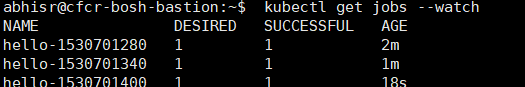 abhisr@cfcr-bosh-bastion:~$ kubectl get jobs --watch
NAME DESIRED SUCCESSFUL AGE
hello-1530701280 1 1 2m
hello-1530701340 1 1 1m
hello-1530701400 1 1 18s